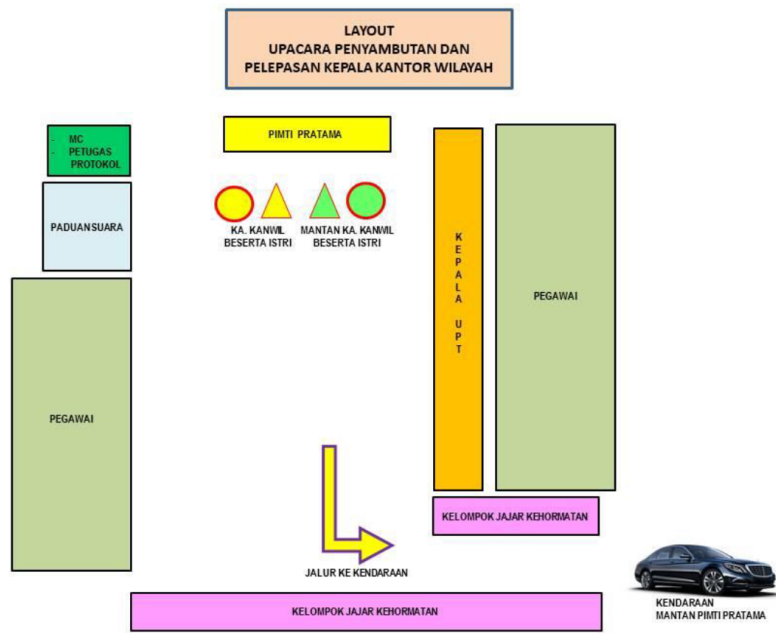 LAYOUT
UPACARA PENYAMBUTAN DAN
PELEPASAN KEPALA KANTOR WILAYAH
- MC
- PETUGAS
PROTOKOL
PIMTI PRATAMA
PADUAN SUARA
KA. KANWIL
BESERTA ISTRI
MANTAN KA. KANWIL
BESERTA ISTRI
KEPALA UPT
PEGAWAI
PEGAWAI
KELOMPOK JAJAR KEHORMATAN
JALUR KE KENDARAAN
KENDARAAN
MANTAN PIMTI PRATAMA
KELOMPOK JAJAR KEHORMATAN